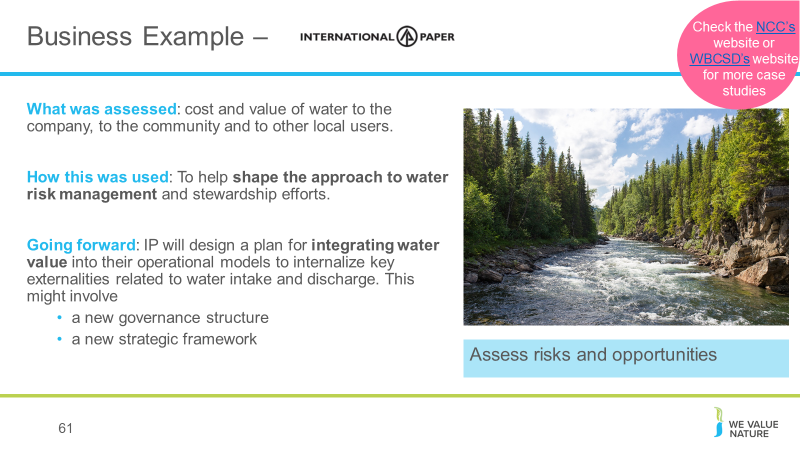 Business Example –
INTERNATIONAL PAPER
Check the NCC's
website or
WBCSD's website
for more case
studies
What was assessed: cost and value of water to the
company, to the community and to other local users.
How this was used: To help shape the approach to water
risk management and stewardship efforts.
Going forward: IP will design a plan for integrating water
value into their operational models to internalize key
externalities related to water intake and discharge. This
might involve
• a new governance structure
• a new strategic framework
Assess risks and opportunities
61
WE VALUE
NATURE